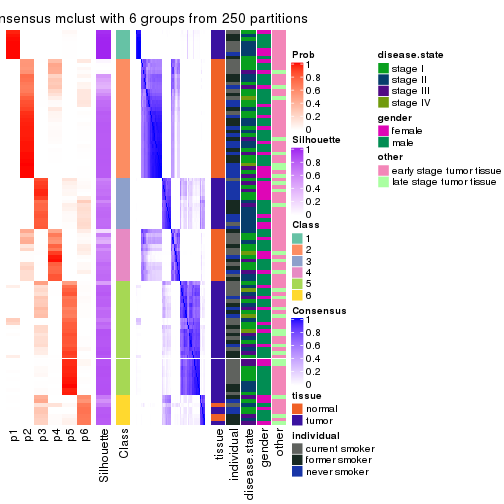 nsensus mclust with 6 groups from 250 partitions
p1
p2
p3
p4
p5
p6
Silhouette
Class
tissue
individual
disease.state
gender
other
Prob
1
0.8
0.6
0.4
0.2
0
Silhouette
1
0.8
0.6
0.4
0.2
0
Class
1
2
3
4
5
6
Consensus
1
0.8
0.6
0.4
0.2
0
tissue
normal
tumor
individual
current smoker
former smoker
never smoker
disease.state
stage I
stage II
stage III
stage IV
gender
female
male
other
early stage tumor tissue
late stage tumor tissue